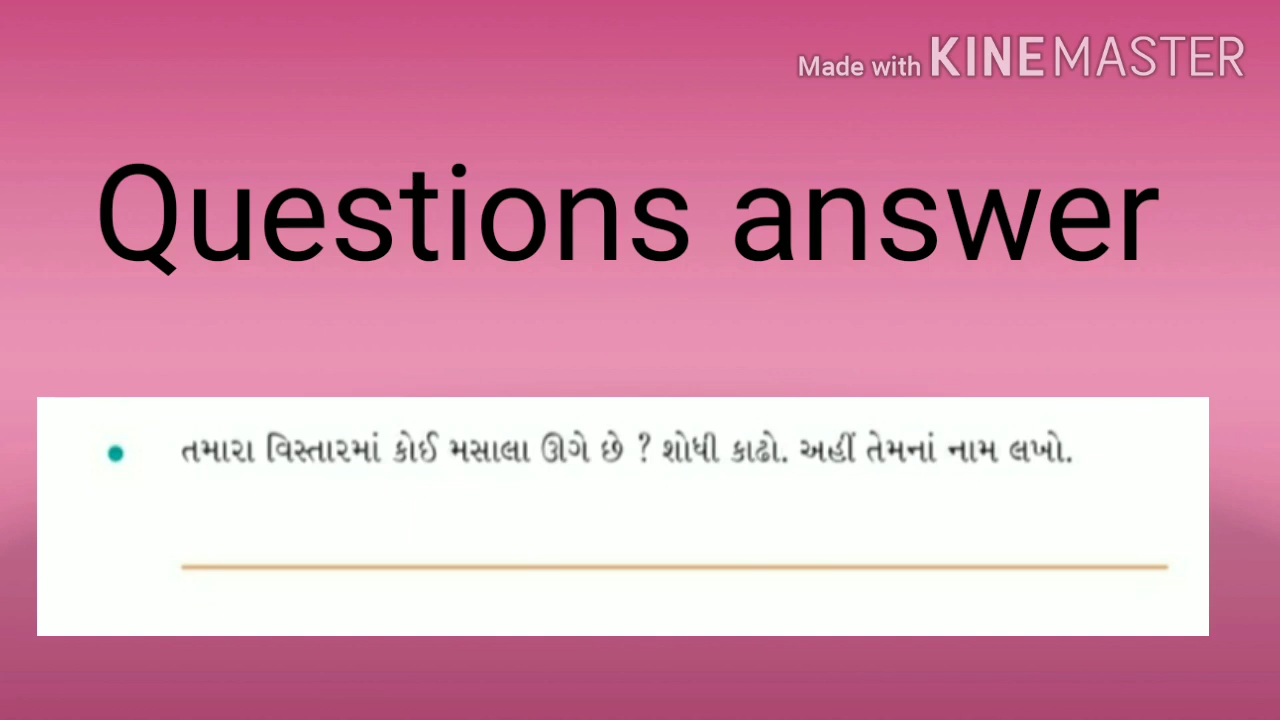 Made with KINEMASTER
Questions answer
તમારા વિસ્તારમાં કોઈ મસાલા ઊગે છે ? શોધી કાઢો. અહીં તેમનાં નામ લખો.